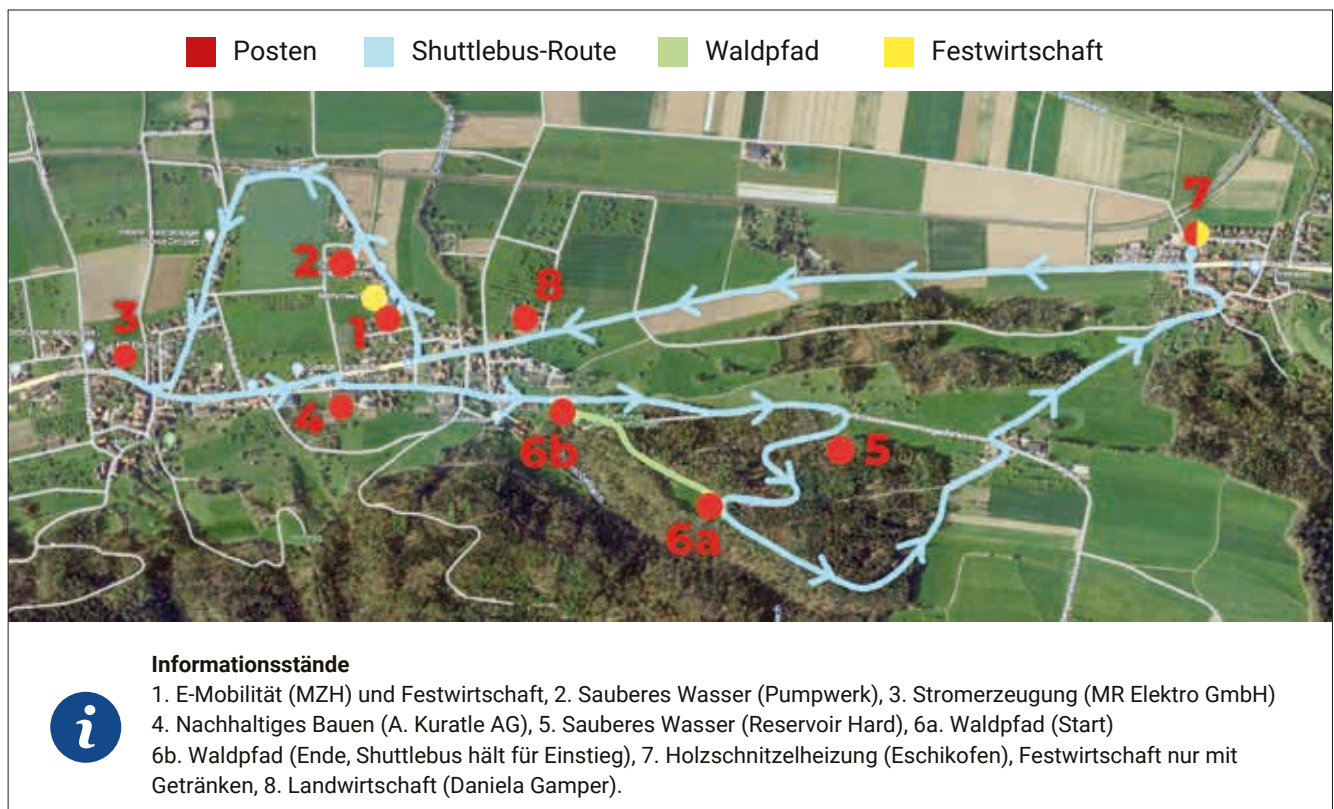 Posten Shuttlebus-Route Waldpfad Festwirtschaft
7
2
8
3
1
4
6b
5
6a
Informationsstände
1. E-Mobilität (MZH) und Festwirtschaft, 2. Sauberes Wasser (Pumpwerk), 3. Stromerzeugung (MR Elektro GmbH)
4. Nachhaltiges Bauen (A. Kuratle AG), 5. Sauberes Wasser (Reservoir Hard), 6a. Waldpfad (Start)
6b. Waldpfad (Ende, Shuttlebus hält für Einstieg), 7. Holzschnitzelheizung (Eschikofen), Festwirtschaft nur mit
Getränken, 8. Landwirtschaft (Daniela Gamper).